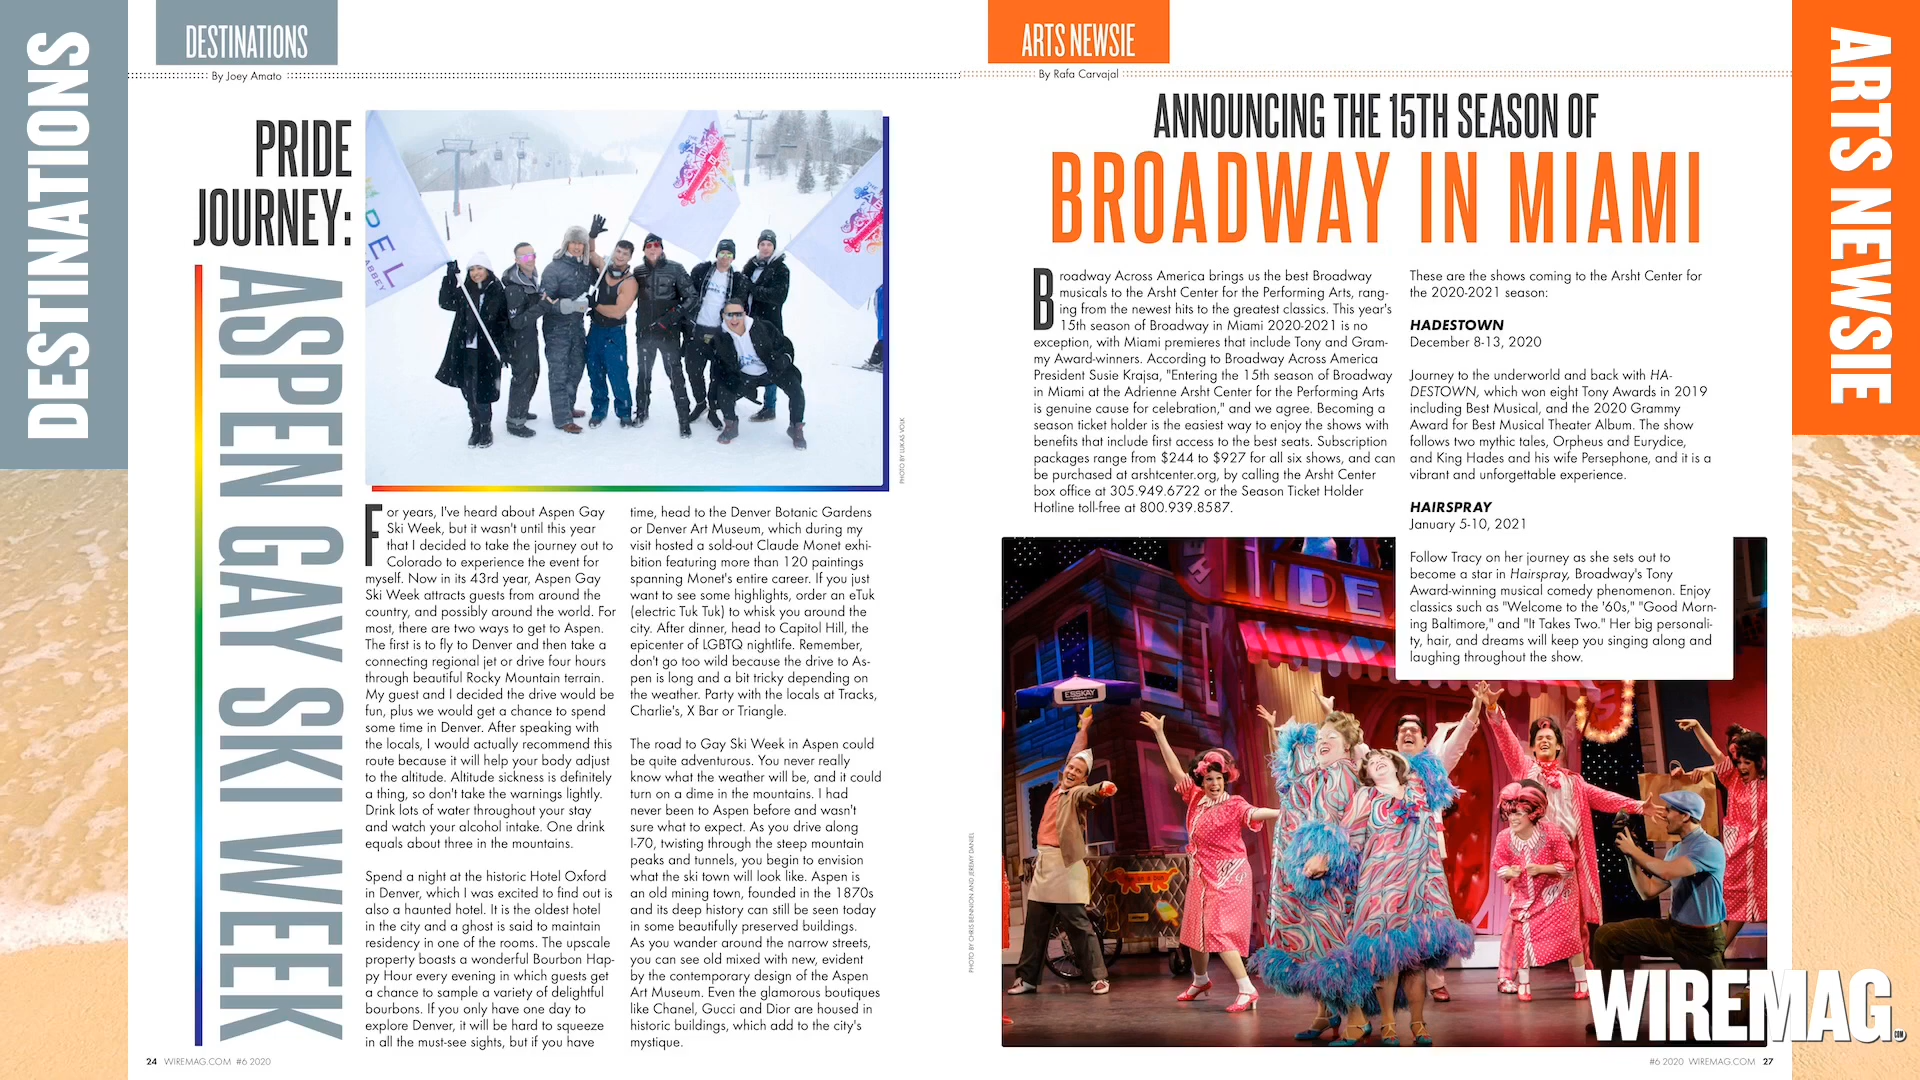 DESTINATIONS
DESTINATIONS
By Joey Amato
PRIDE
JOURNEY:
ASPEN GAY SKI WEEK
PHOTO BY LUKAS VOLK
For years, I've heard about Aspen Gay
Ski Week, but it wasn't until this year
that I decided to take the journey out to
Colorado to experience the event for
myself. Now in its 43rd year, Aspen Gay
Ski Week attracts guests from around the
country, and possibly around the world. For
most, there are two ways to get to Aspen.
The first is to fly to Denver and then take a
connecting regional jet or drive four hours
through beautiful Rocky Mountain terrain.
My guest and I decided the drive would be
fun, plus we would get a chance to spend
some time in Denver. After speaking with
the locals, I would actually recommend this
route because it will help your body adjust
to the altitude. Altitude sickness is definitely
a thing, so don't take the warnings lightly.
Drink lots of water throughout your stay
and watch your alcohol intake. One drink
equals about three in the mountains.
Spend a night at the historic Hotel Oxford
in Denver, which I was excited to find out is
also a haunted hotel. It is the oldest hotel
in the city and a ghost is said to maintain
residency in one of the rooms. The upscale
property boasts a wonderful Bourbon Hap-
py Hour every evening in which guests get
a chance to sample a variety of delightful
bourbons. If you only have one day to
explore Denver, it will be hard to squeeze
in all the must-see sights, but if you have
time, head to the Denver Botanic Gardens
or Denver Art Museum, which during my
visit hosted a sold-out Claude Monet exhi-
bition featuring more than 120 paintings
spanning Monet's entire career. If you just
want to see some highlights, order an eTuk
(electric Tuk Tuk) to whisk you around the
city. After dinner, head to Capitol Hill, the
epicenter of LGBTQ nightlife. Remember,
don't go too wild because the drive to As-
pen is long and a bit tricky depending on
the weather. Party with the locals at Tracks,
Charlie's, X Bar or Triangle.
The road to Gay Ski Week in Aspen could
be quite adventurous. You never really
know what the weather will be, and it could
turn on a dime in the mountains. I had
never been to Aspen before and wasn't
sure what to expect. As you drive along
I-70, twisting through the steep mountain
peaks and tunnels, you begin to envision
what the ski town will look like. Aspen is
an old mining town, founded in the 1870s
and its deep history can still be seen today
in some beautifully preserved buildings.
As you wander around the narrow streets,
you can see old mixed with new, evident
by the contemporary design of the Aspen
Art Museum. Even the glamorous boutiques
like Chanel, Gucci and Dior are housed in
historic buildings, which add to the city's
mystique.
24 WIREMAG.COM #6 2020
ARTS NEWSIE
ARTS NEWSIE
By Rafa Carvajal
ANNOUNCING THE 15TH SEASON OF
BROADWAY IN MIAMI
Broadway Across America brings us the best Broadway
musicals to the Arsht Center for the Performing Arts, rang-
ing from the newest hits to the greatest classics. This year's
15th season of Broadway in Miami 2020-2021 is no
exception, with Miami premieres that include Tony and Gram-
my Award-winners. According to Broadway Across America
President Susie Krajsa, "Entering the 15th season of Broadway
in Miami at the Adrienne Arsht Center for the Performing Arts
is genuine cause for celebration," and we agree. Becoming a
season ticket holder is the easiest way to enjoy the shows with
benefits that include first access to the best seats. Subscription
packages range from $244 to $927 for all six shows, and can
be purchased at arshtcenter.org, by calling the Arsht Center
box office at 305.949.6722 or the Season Ticket Holder
Hotline toll-free at 800.939.8587.
These are the shows coming to the Arsht Center for
the 2020-2021 season:
HADESTOWN
December 8-13, 2020
Journey to the underworld and back with HA-
DESTOWN, which won eight Tony Awards in 2019
including Best Musical, and the 2020 Grammy
Award for Best Musical Theater Album. The show
follows two mythic tales, Orpheus and Eurydice,
and King Hades and his wife Persephone, and it is a
vibrant and unforgettable experience.
HAIRSPRAY
January 5-10, 2021
Follow Tracy on her journey as she sets out to
become a star in Hairspray, Broadway's Tony
Award-winning musical comedy phenomenon. Enjoy
classics such as "Welcome to the '60s," "Good Morn-
ing Baltimore," and "It Takes Two." Her big personali-
ty, hair, and dreams will keep you singing along and
laughing throughout the show.
ESSKAY
PHOTO BY CHRIS BENNION AND JEREMY DANIEL
WIREMAG.COM
#6 2020 WIREMAG.COM 27